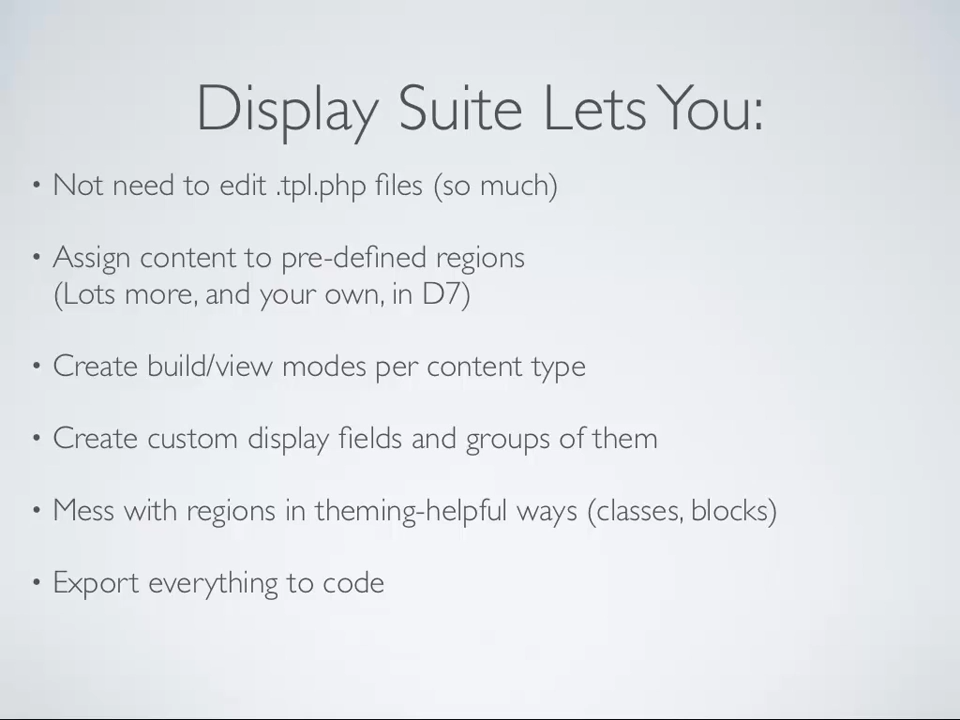 Display Suite Lets You:
• Not need to edit .tpl.php files (so much)
• Assign content to pre-defined regions
(Lots more, and your own, in D7)
• Create build/view modes per content type
• Create custom display fields and groups of them
• Mess with regions in theming-helpful ways (classes, blocks)
• Export everything to code